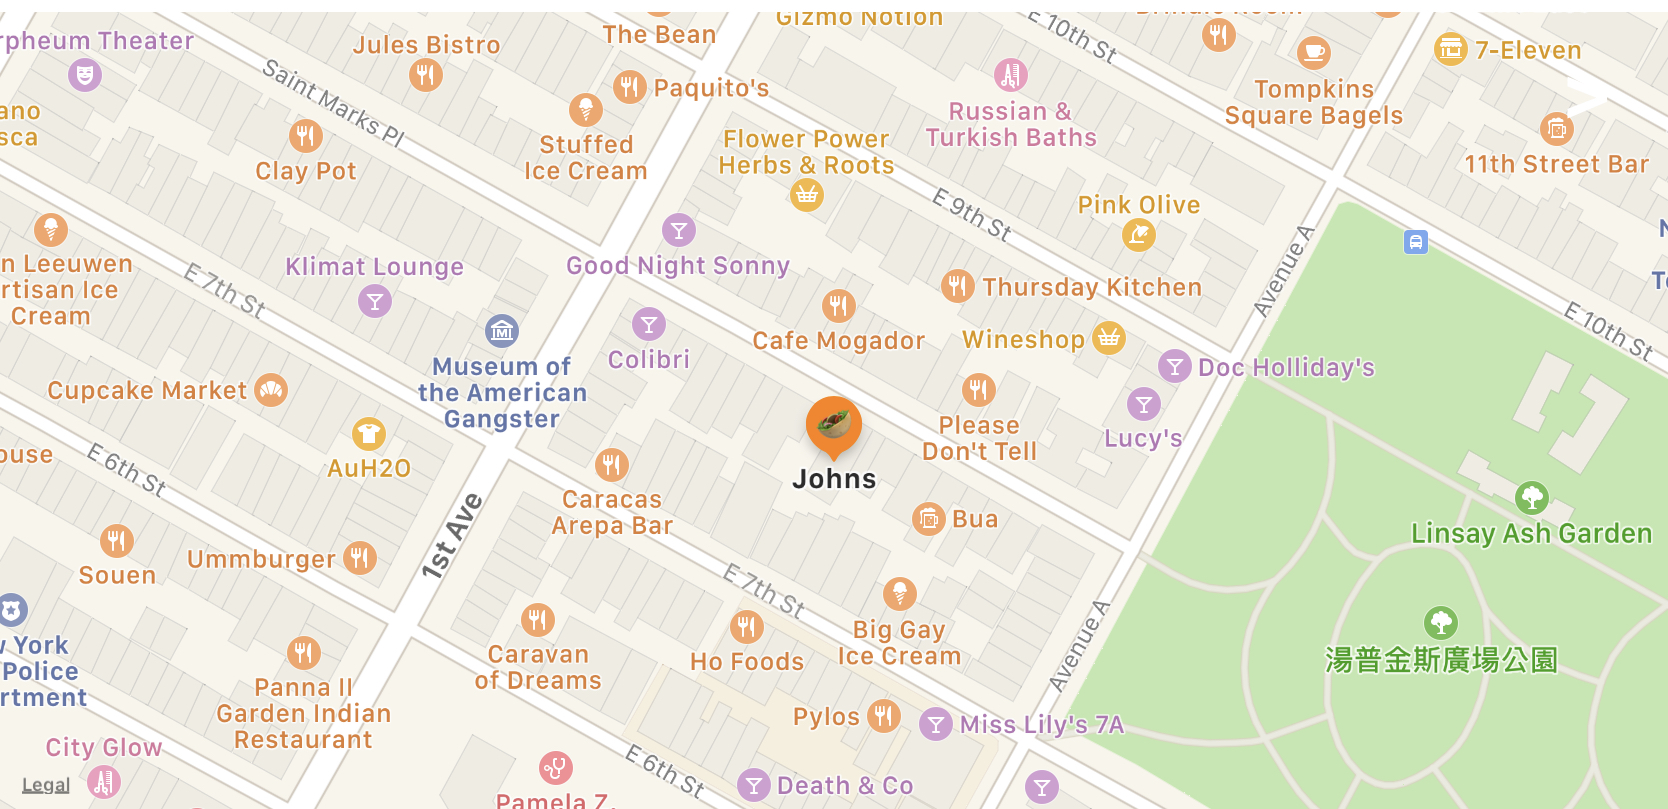 Gizmo Notion
E 10th St
rpheum Theater
Jules Bistro
The Bean
7-Eleven
Saint Marks Pl
Paquito's
Tompkins
Square Bagels
ano
sca
Russian &
Turkish Baths
Stuffed
Ice Cream
Flower Power
Herbs & Roots
11th Street Bar
Clay Pot
E 9th St
Pink Olive
Avenue A
n Leeuwen
rtisan Ice
Cream
E 7th St
Klimat Lounge
Good Night Sonny
Thursday Kitchen
E 10th St
Cafe Mogador
Wineshop
Museum of
the American
Gangster
Colibri
Doc Holliday's
Cupcake Market
Please
Don't Tell
Lucy's
ouse
E 6th St
AuH2O
Johns
Caracas
Arepa Bar
Bua
Linsay Ash Garden
1st Ave
Ummburger
Souen
E 7th St
Big Gay
Ice Cream
Avenue A
York
Police
rtment
Caravan
of Dreams
Ho Foods
湯普金斯廣場公園
Panna II
Garden Indian
Restaurant
Pylos
Miss Lily's 7A
City Glow
E 6th St
Death & Co
Legal
Pamela Z.